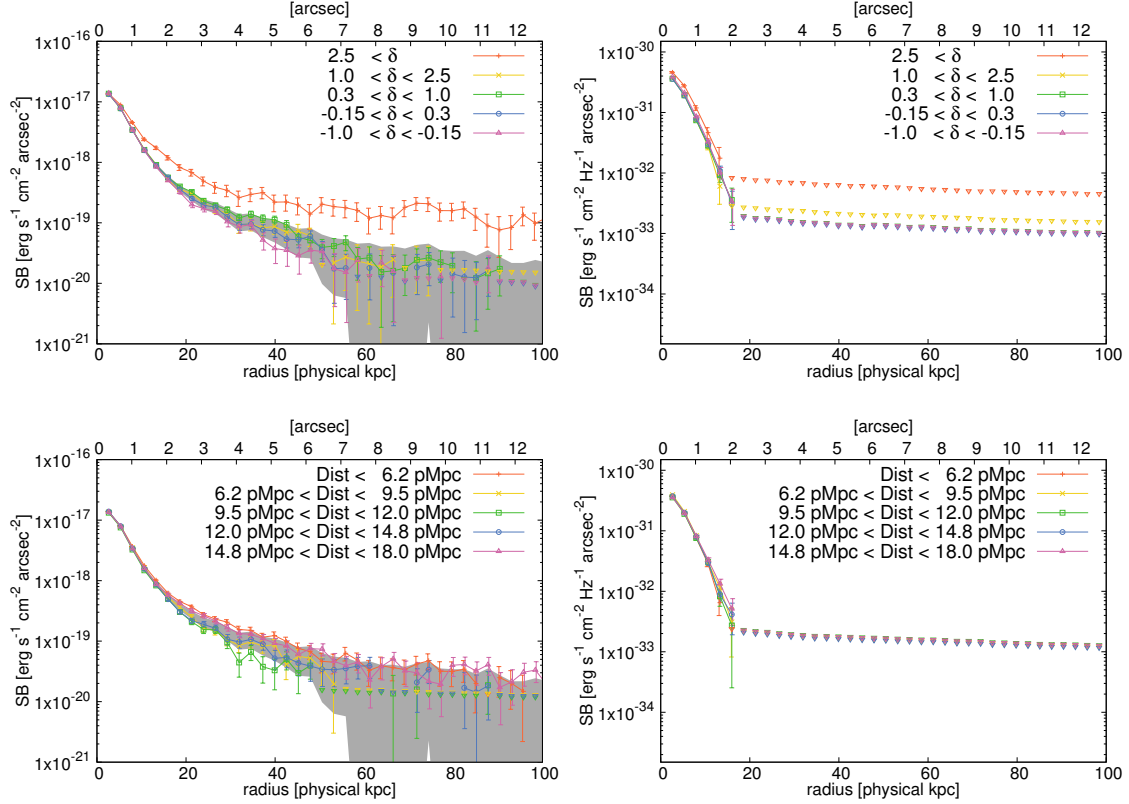 [arcsec]
0 1 2 3 4 5 6 7 8 9 10 11 12
1x10-16
1x10-17
1x10-18
1x10-19
1x10-20
1x10-21
SB [erg s-1 cm-2 arcsec-2]
2.5 < δ
1.0 < δ < 2.5
0.3 < δ < 1.0
-0.15 < δ < 0.3
-1.0 < δ < -0.15
0 20 40 60 80 100
radius [physical kpc]
[arcsec]
0 1 2 3 4 5 6 7 8 9 10 11 12
1x10-30
1x10-31
1x10-32
1x10-33
1x10-34
SB [erg s-1 cm-2 Hz-1 arcsec-2]
2.5 < δ
1.0 < δ < 2.5
0.3 < δ < 1.0
-0.15 < δ < 0.3
-1.0 < δ < -0.15
0 20 40 60 80 100
radius [physical kpc]
[arcsec]
0 1 2 3 4 5 6 7 8 9 10 11 12
1x10-16
1x10-17
1x10-18
1x10-19
1x10-20
1x10-21
SB [erg s-1 cm-2 arcsec-2]
Dist < 6.2 pMpc
6.2 pMpc < Dist < 9.5 pMpc
9.5 pMpc < Dist < 12.0 pMpc
12.0 pMpc < Dist < 14.8 pMpc
14.8 pMpc < Dist < 18.0 pMpc
0 20 40 60 80 100
radius [physical kpc]
[arcsec]
0 1 2 3 4 5 6 7 8 9 10 11 12
1x10-30
1x10-31
1x10-32
1x10-33
1x10-34
SB [erg s-1 cm-2 Hz-1 arcsec-2]
Dist < 6.2 pMpc
6.2 pMpc < Dist < 9.5 pMpc
9.5 pMpc < Dist < 12.0 pMpc
12.0 pMpc < Dist < 14.8 pMpc
14.8 pMpc < Dist < 18.0 pMpc
0 20 40 60 80 100
radius [physical kpc]